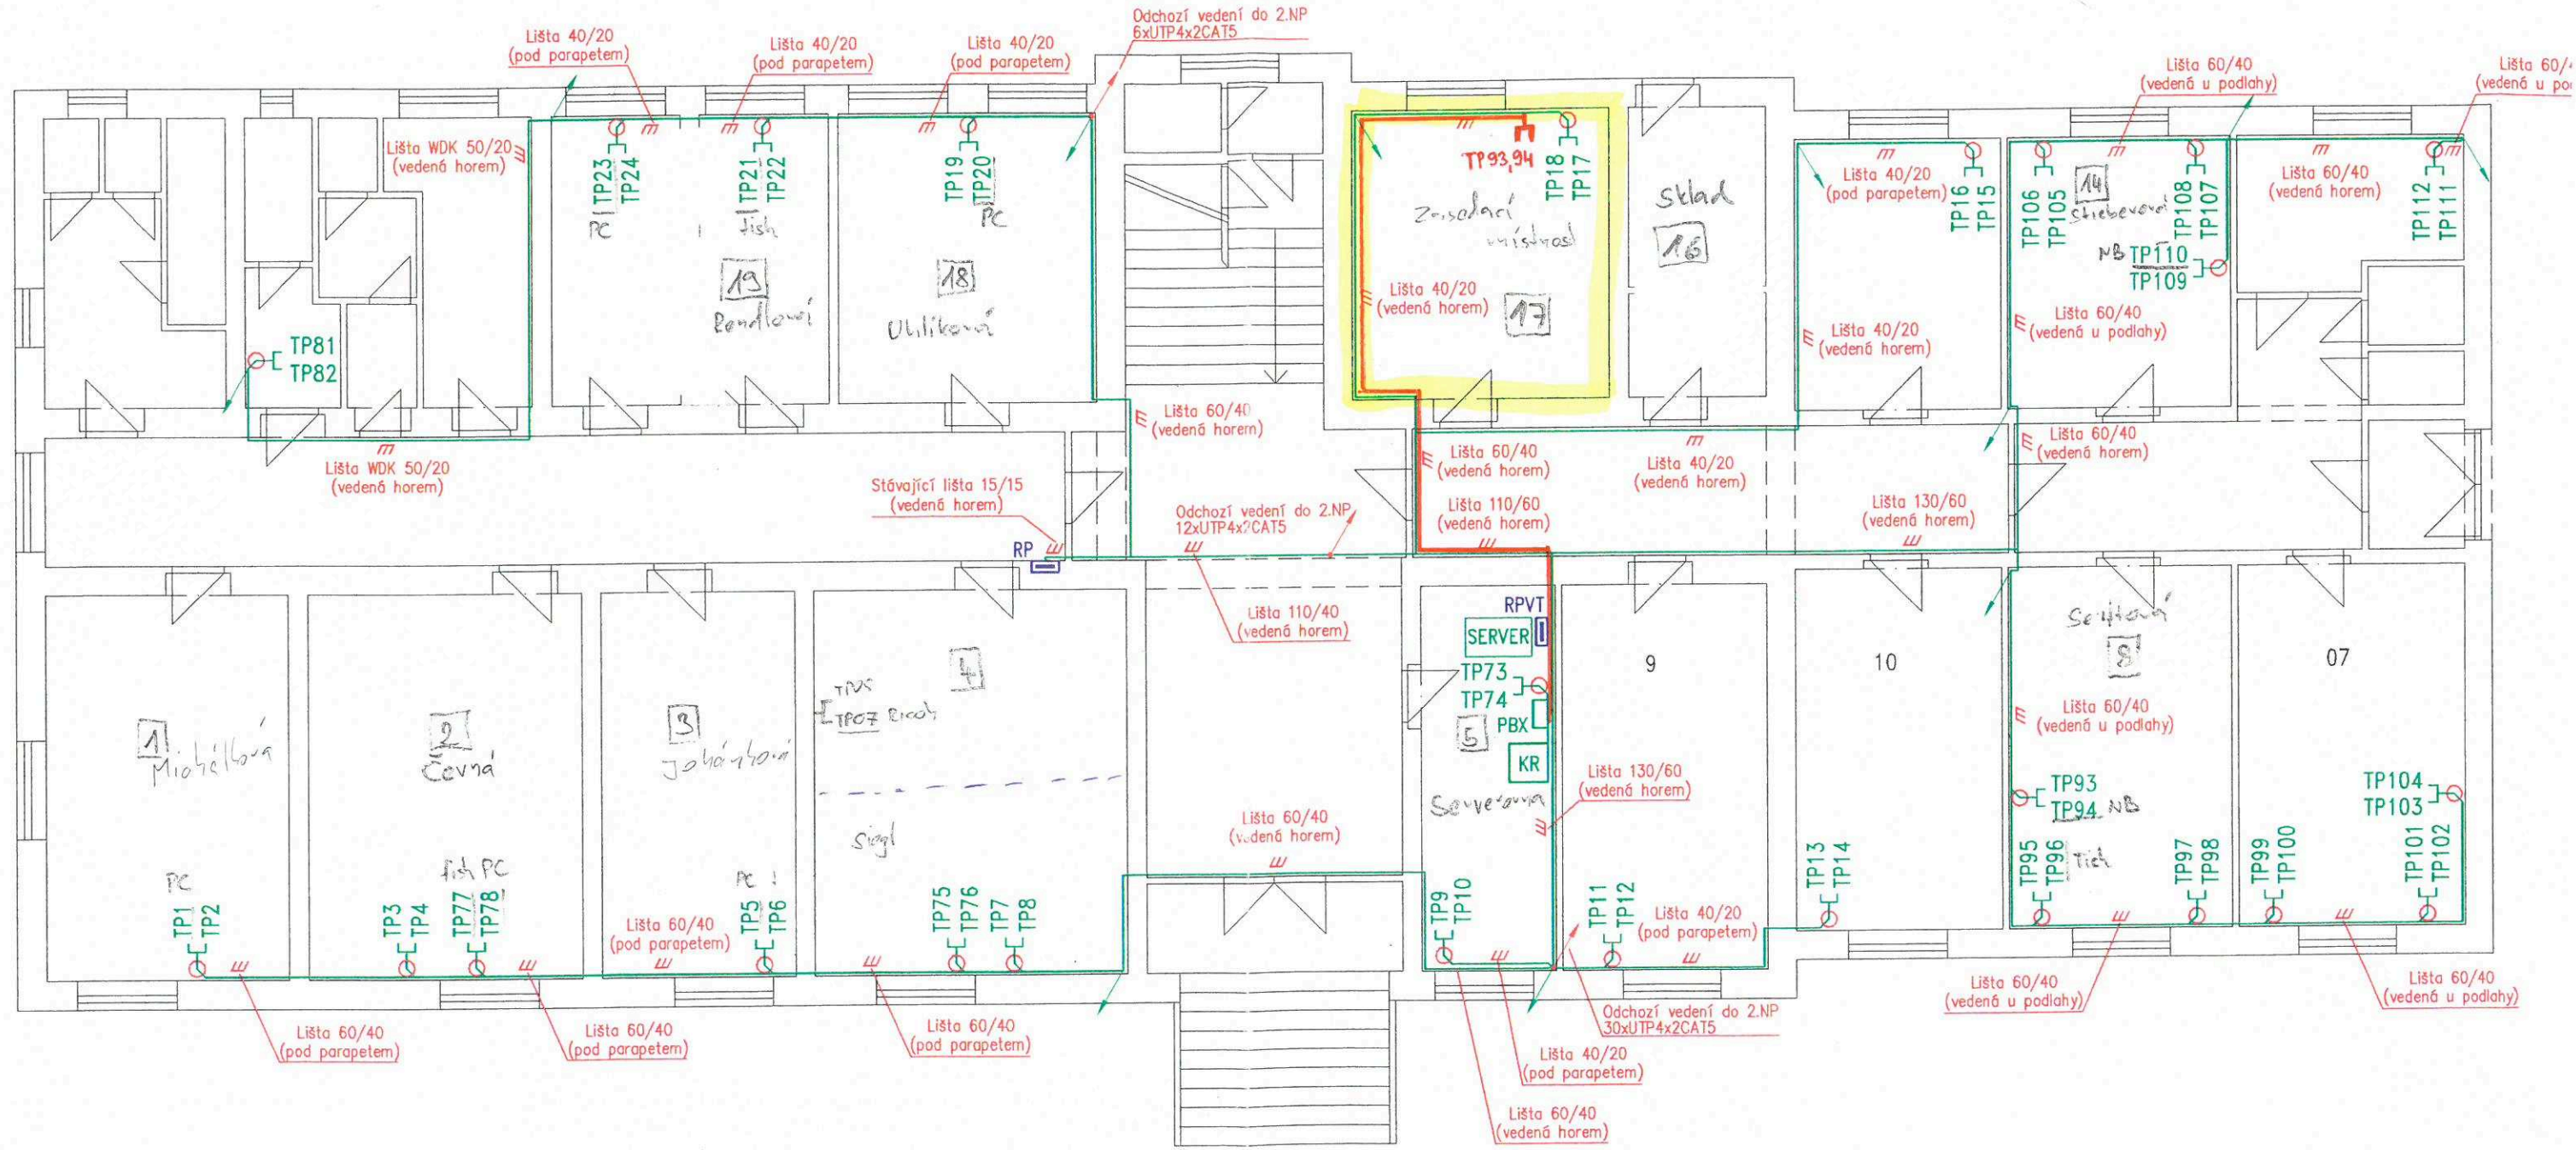 Odchozí vedení do 2.NP
6xUTP4x2CAT5
Lišta 40/20
(pod parapetem)
Lišta 40/20
(pod parapetem)
Lišta 40/20
(pod parapetem)
Lišta 60/40
(vedená u podlahy)
Lišta 60/
(vedená u
Lišta WDK 50/20
(vedená horem)
TP23
TP24
PC
TP21
TP22
fish
TP19
TP20
PC
TP93,94
TP18
TP17
Zasedací
místnost
17
Lišta 40/20
(vedená horem)
Sklad
16
Lišta 40/20
(pod parapetem)
TP16
TP15
Lišta 40/20
(vedená horem)
TP106
TP105
14
Stieberová
TP108
TP107
NB TP110
TP109
Lišta 60/40
(vedená u podlahy)
Lišta 60/40
(vedená horem)
TP112
TP111
19
18
Uhlíková
TP81
TP82
Lišta WDK 50/20
(vedená horem)
Lišta 60/40
(vedená horem)
Stávající lišta 15/15
(vedená horem)
RP
Odchozí vedení do 2.NP
12xUTP4x2CAT5
Lišta 60/40
(vedená horem)
Lišta 110/60
(vedená horem)
Lišta 40/20
(vedená horem)
Lišta 130/60
(vedená horem)
Lišta 60/40
(vedená horem)
Lišta 110/40
(vedená horem)
RPVT
SERVER
TP73
TP74
PBX
KR
5
Serverovna
1
2
Černá
3
4
TP07 Ricoh
Siegl
9
10
8
07
Lišta 60/40
(vedená u podlahy)
TP93
TP94 NB
TP104
TP103
Lišta 130/60
(vedená horem)
Lišta 60/40
(vedená horem)
PC
TP1
TP2
TP3
TP4
fish PC
TP77
TP78
Lišta 60/40
(pod parapetem)
PC !
TP5
TP6
TP75
TP76
TP7
TP8
TP9
TP10
TP11
TP12
Lišta 40/20
(pod parapetem)
TP13
TP14
TP95
TP96
TP97
TP98
TP99
TP100
TP101
TP102
Lišta 60/40
(pod parapetem)
Lišta 60/40
(pod parapetem)
Lišta 60/40
(pod parapetem)
Odchozí vedení do 2.NP
30xUTP4x2CAT5
Lišta 60/40
(vedená u podlahy)
Lišta 60/40
(vedená u podlahy)
Lišta 40/20
(pod parapetem)
Lišta 60/40
(vedená horem)